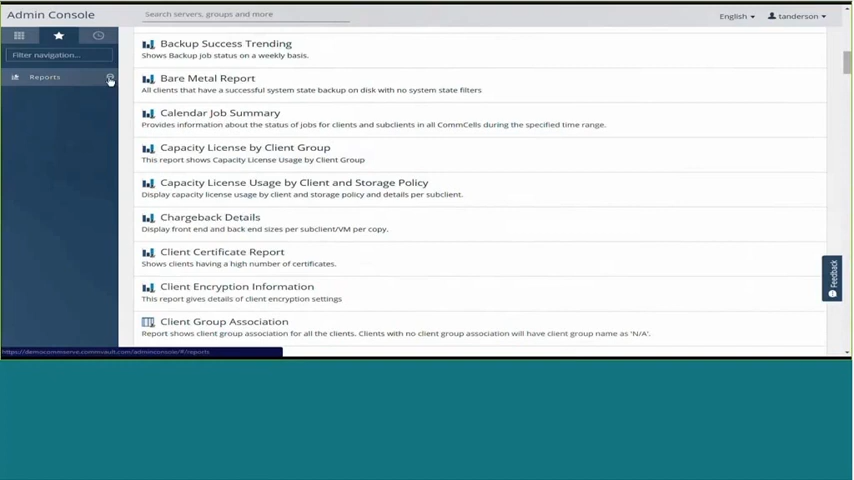 Admin Console
Search servers, groups and more
English
tanderson
Filter navigation...
Reports
Backup Success Trending
Shows Backup job status on a weekly basis.
Bare Metal Report
All clients that have a successful system state backup on disk with no system state filters
Calendar Job Summary
Provides information about the status of jobs for clients and subclients in all CommCells during the specified time range.
Capacity License by Client Group
This report shows Capacity License Usage by Client Group
Capacity License Usage by Client and Storage Policy
Display capacity license usage by client and storage policy and details per subclient.
Chargeback Details
Display front end and back end sizes per subclient/VM per copy.
Client Certificate Report
Shows clients having a high number of certificates.
Client Encryption Information
This report gives details of client encryption settings
Client Group Association
Report shows client group association for all the clients. Clients with no client group association will have client group name as 'N/A'.
Feedback
https://democommserve.commvault.com/adminconsole/#/reports